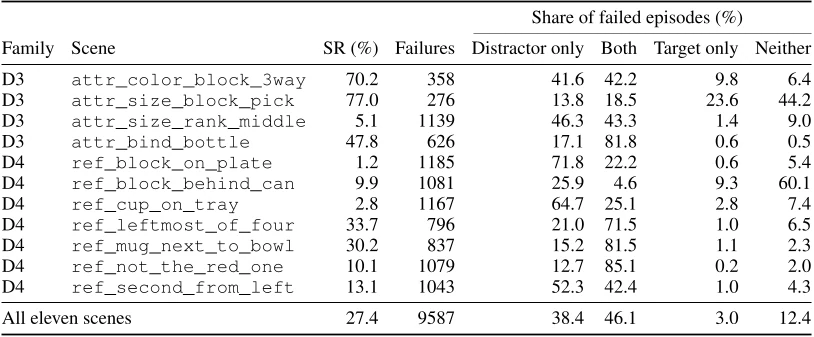 Share of failed episodes (%)
Family Scene SR (%) Failures Distractor only Both Target only Neither
D3 attr_color_block_3way 70.2 358 41.6 42.2 9.8 6.4
D3 attr_size_block_pick 77.0 276 13.8 18.5 23.6 44.2
D3 attr_size_rank_middle 5.1 1139 46.3 43.3 1.4 9.0
D3 attr_bind_bottle 47.8 626 17.1 81.8 0.6 0.5
D4 ref_block_on_plate 1.2 1185 71.8 22.2 0.6 5.4
D4 ref_block_behind_can 9.9 1081 25.9 4.6 9.3 60.1
D4 ref_cup_on_tray 2.8 1167 64.7 25.1 2.8 7.4
D4 ref_leftmost_of_four 33.7 796 21.0 71.5 1.0 6.5
D4 ref_mug_next_to_bowl 30.2 837 15.2 81.5 1.1 2.3
D4 ref_not_the_red_one 10.1 1079 12.7 85.1 0.2 2.0
D4 ref_second_from_left 13.1 1043 52.3 42.4 1.0 4.3
All eleven scenes 27.4 9587 38.4 46.1 3.0 12.4